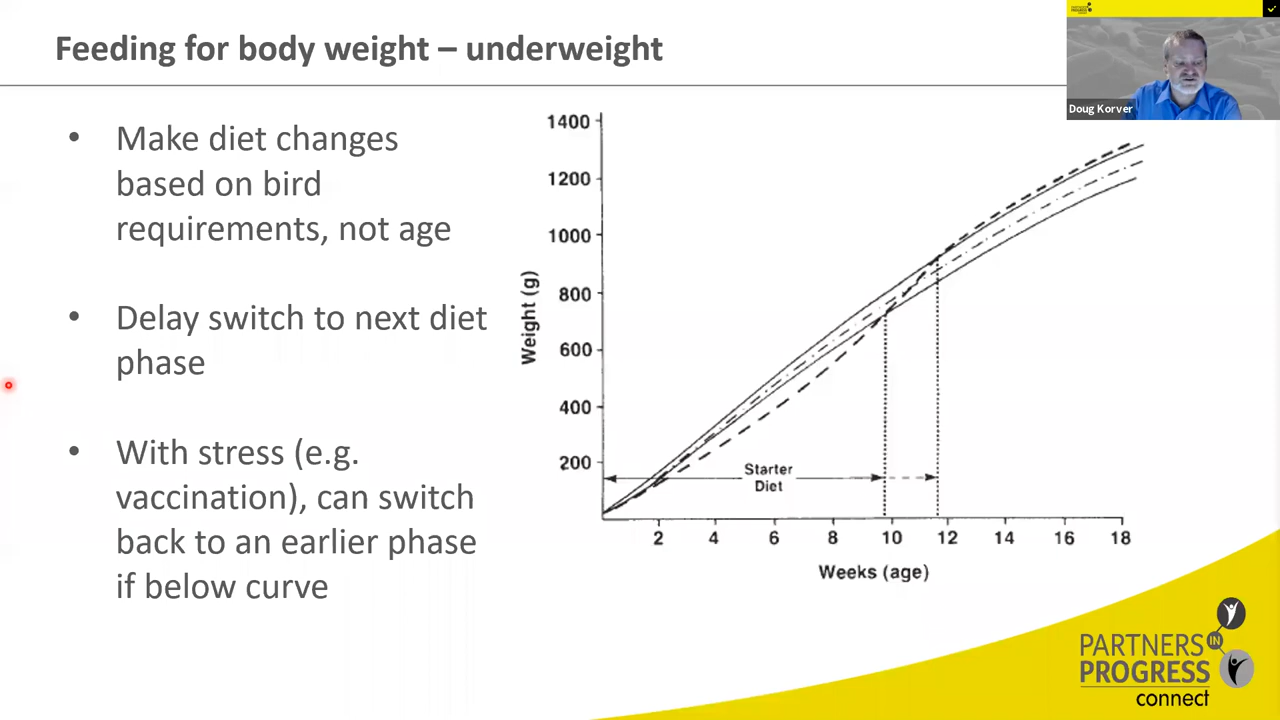 Feeding for body weight – underweight
Doug Korver
• Make diet changes
based on bird
requirements, not age
• Delay switch to next diet
phase
• With stress (e.g.
vaccination), can switch
back to an earlier phase
if below curve
1400
1200
1000
800
600
400
200
Weight (g)
Starter
Diet
2 4 6 8 10 12 14 16 18
Weeks (age)
PARTNERS
IN
PROGRESS
connect